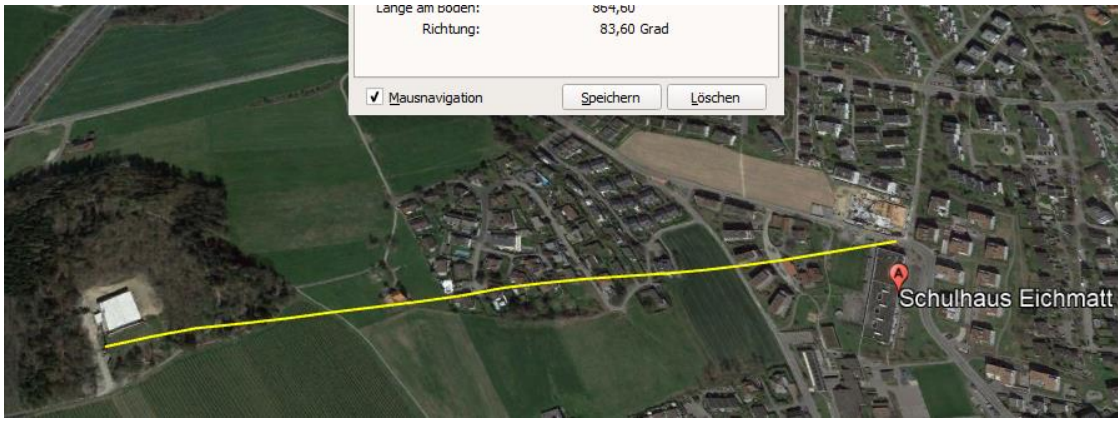 Länge am Boden: 864,60
Richtung: 83,60 Grad
Mausnavigation Speichern Löschen
A
Schulhaus Eichmatt